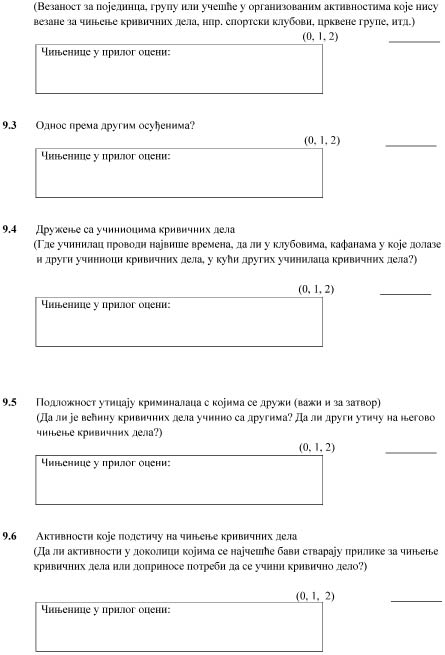 (Везаност за појединца, групу или учешће у организованим активностима које нису
везане за чињење кривичних дела, нпр. спортски клубови, црквене групе, итд.)
(0, 1, 2) ________
Чињенице у прилог оцени:
9.3 Однос према другим осуђенима?
(0, 1, 2) ________
Чињенице у прилог оцени:
9.4 Дружење са учиниоцима кривичних дела
(Где учинилац проводи највише времена, да ли у клубовима, кафанама у које долазе
и други учиниоци кривичних дела, у кући других учинилаца кривичних дела?)
(0, 1, 2) ________
Чињенице у прилог оцени:
9.5 Подложност утицају криминалаца с којима се дружи (важи и за затвор)
(Да ли је већину кривичних дела учинио са другима? Да ли други утичу на његово
чињење кривичних дела?)
(0, 1, 2) ________
Чињенице у прилог оцени:
9.6 Активности које подстичу на чињење кривичних дела
(Да ли активности у доколици којима се најчешће бави стварају прилике за чињење
кривичних дела или доприносе потреби да се учини кривично дело?)
(0, 1, 2) ________
Чињенице у прилог оцени: